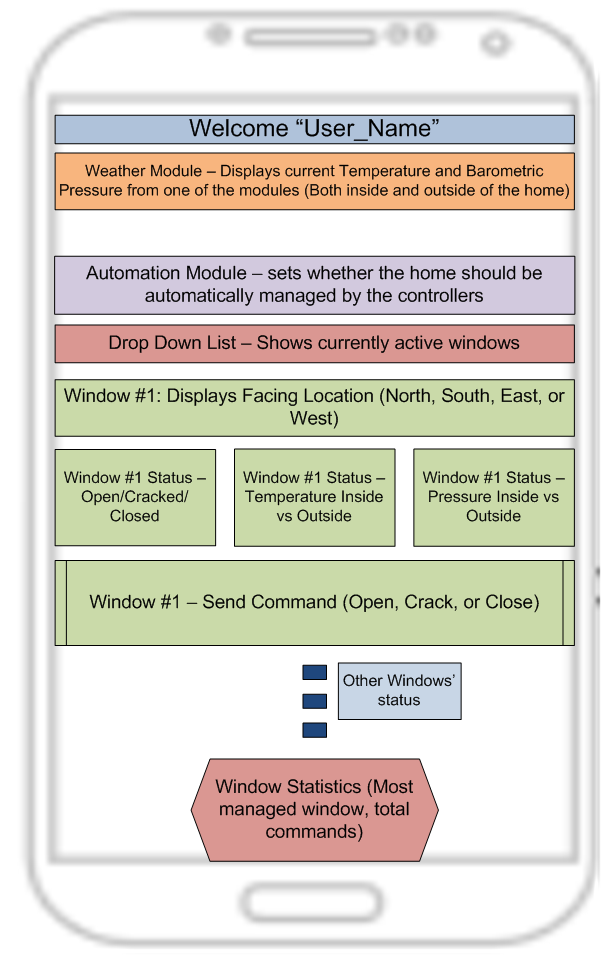 Welcome “User_Name”
Weather Module – Displays current Temperature and Barometric
Pressure from one of the modules (Both inside and outside of the home)
Automation Module – sets whether the home should be
automatically managed by the controllers
Drop Down List – Shows currently active windows
Window #1: Displays Facing Location (North, South, East, or
West)
Window #1 Status –
Open/Cracked/
Closed
Window #1 Status –
Temperature Inside
vs Outside
Window #1 Status –
Pressure Inside vs
Outside
Window #1 – Send Command (Open, Crack, or Close)
Other Windows’
status
Window Statistics (Most
managed window, total
commands)